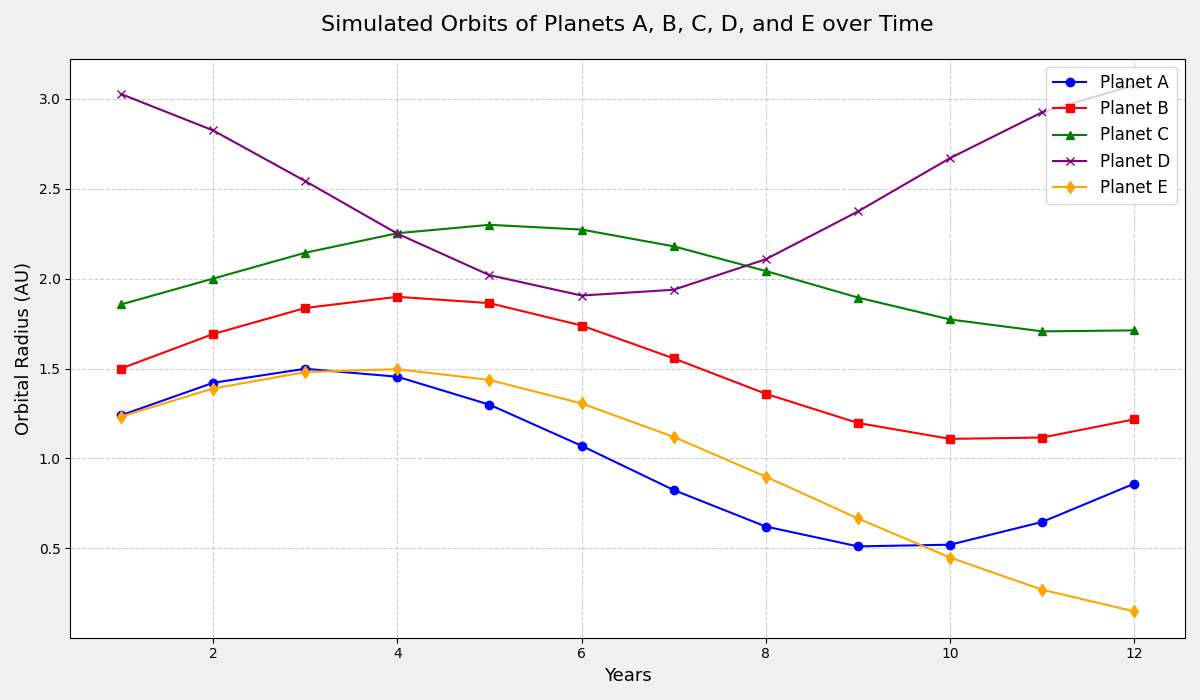 Simulated Orbits of Planets A, B, C, D, and E over Time
Planet A
Planet B
Planet C
Planet D
Planet E
Orbital Radius (AU)
3.0
2.5
2.0
1.5
1.0
0.5
2 4 6 8 10 12
Years